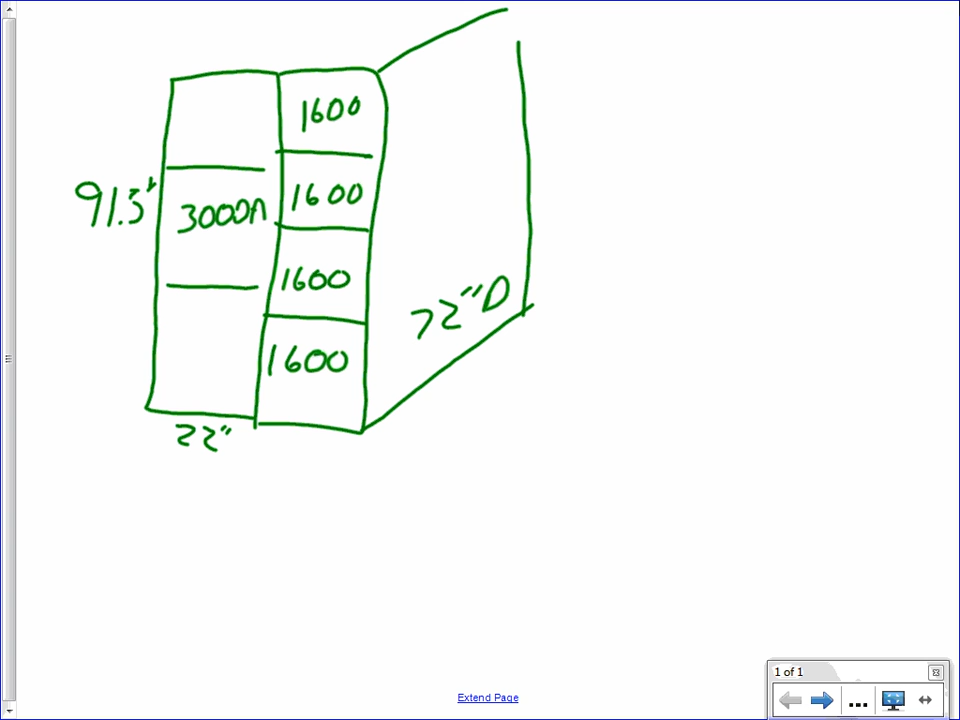 1600
91.5"
3000A
1600
1600
72"D
1600
22"
Extend Page
1 of 1
...